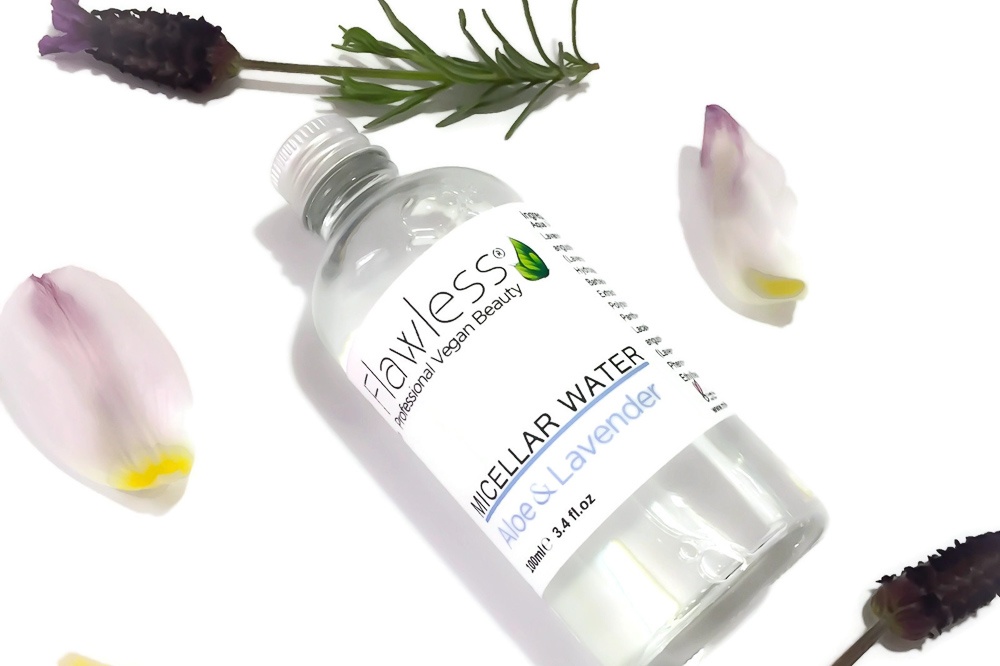 Flawless®
Professional Vegan Beauty
MICELLAR WATER
Aloe & Lavender
100ml ℮ 3.4 fl.oz